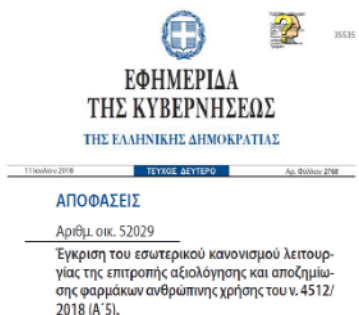 35535
ΕΦΗΜΕΡΙΔΑ
ΤΗΣ ΚΥΒΕΡΝΗΣΕΩΣ
ΤΗΣ ΕΛΛΗΝΙΚΗΣ ΔΗΜΟΚΡΑΤΙΑΣ
11 Ιουλίου 2018 ΤΕΥΧΟΣ ΔΕΥΤΕΡΟ Αρ. Φύλλου 2768
ΑΠΟΦΑΣΕΙΣ
Αριθμ. οικ. 52029
Έγκριση του εσωτερικού κανονισμού λειτουρ-
γίας της επιτροπής αξιολόγησης και αποζημίω-
σης φαρμάκων ανθρώπινης χρήσης του ν. 4512/
2018 (Α΄5).